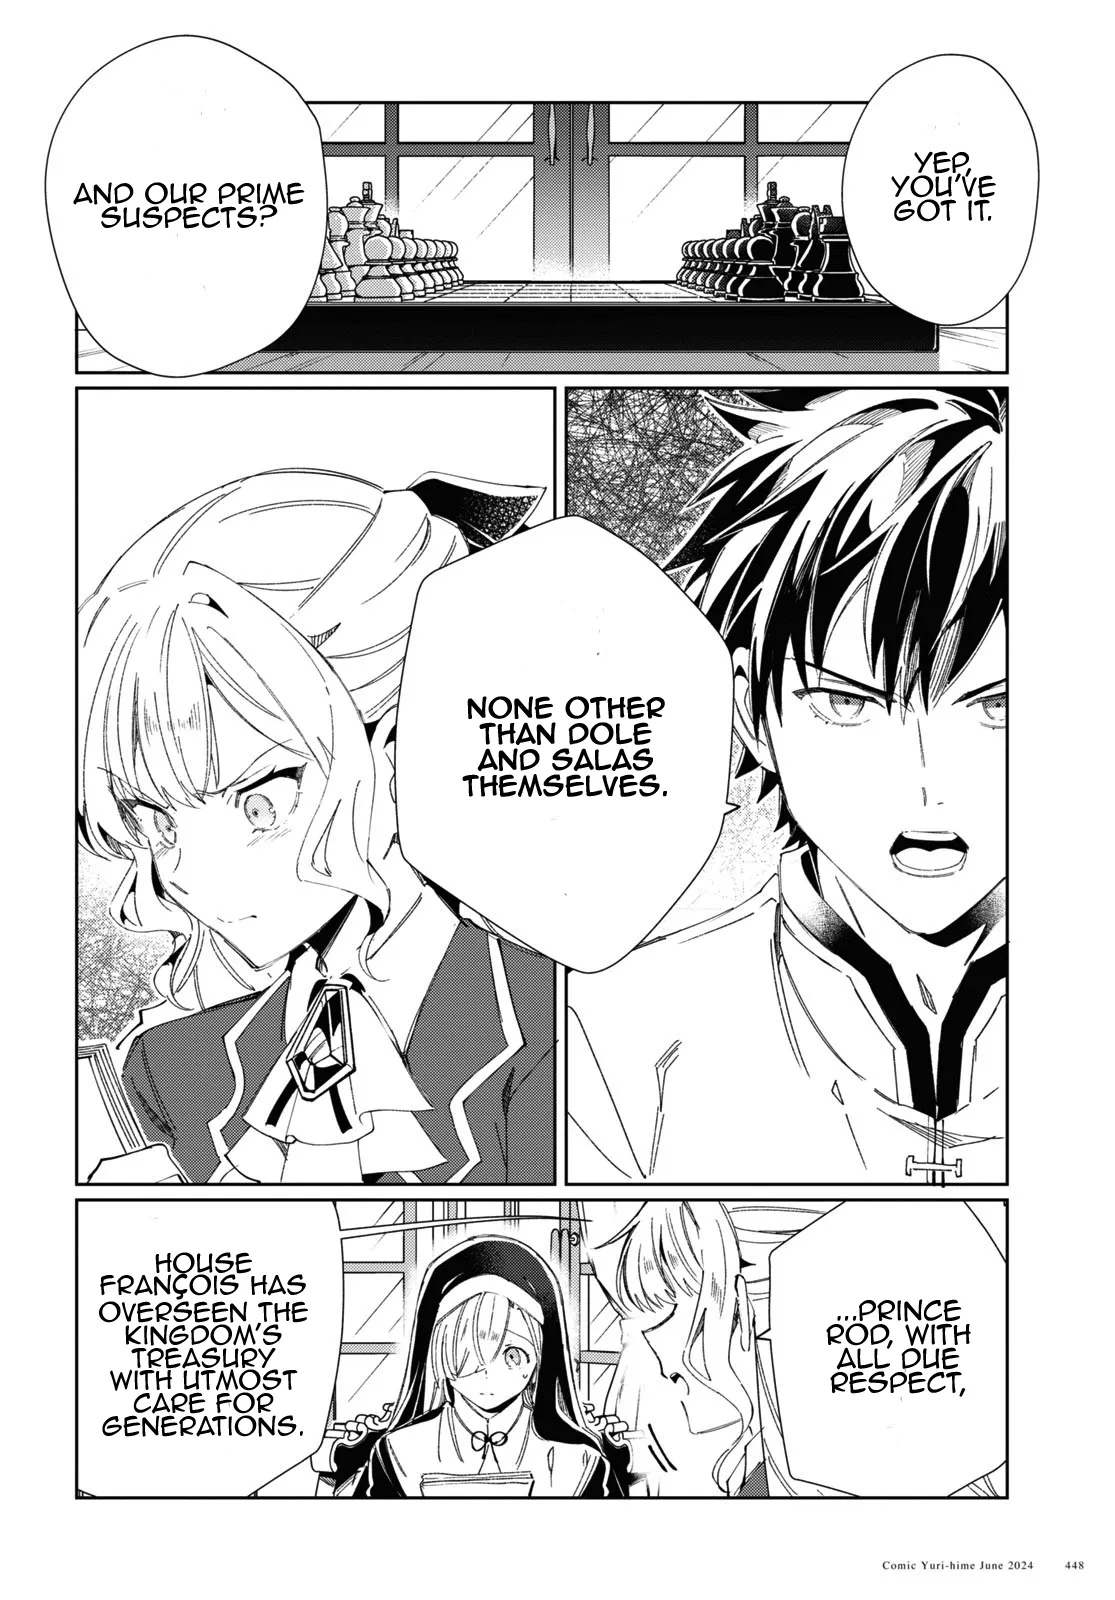 YEP,
YOU'VE
GOT IT.
AND OUR PRIME
SUSPECTS?
NONE OTHER
THAN DOLE
AND SALAS
THEMSELVES.
...PRINCE
ROD, WITH
ALL DUE
RESPECT,
HOUSE
FRANÇOIS HAS
OVERSEEN THE
KINGDOM'S
TREASURY
WITH UTMOST
CARE FOR
GENERATIONS.
Comic Yuri-hime June 2024 448